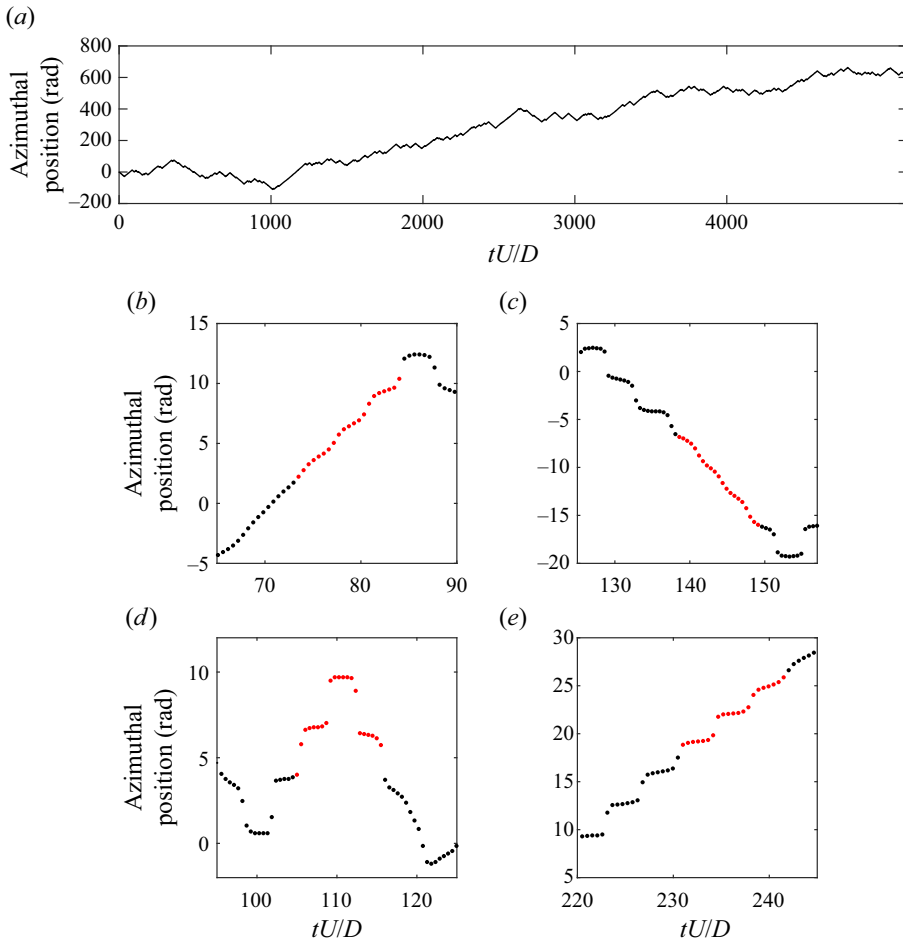 (a)
800
600
400
200
0
−200
Azimuthal
position (rad)
0 1000 2000 3000 4000
tU/D
(b) (c)
15
10
5
0
−5
Azimuthal
position (rad)
70 80 90
5
0
−5
−10
−15
−20
130 140 150
(d) (e)
10
5
0
Azimuthal
position (rad)
100 110 120
tU/D
30
25
20
15
10
5
220 230 240
tU/D